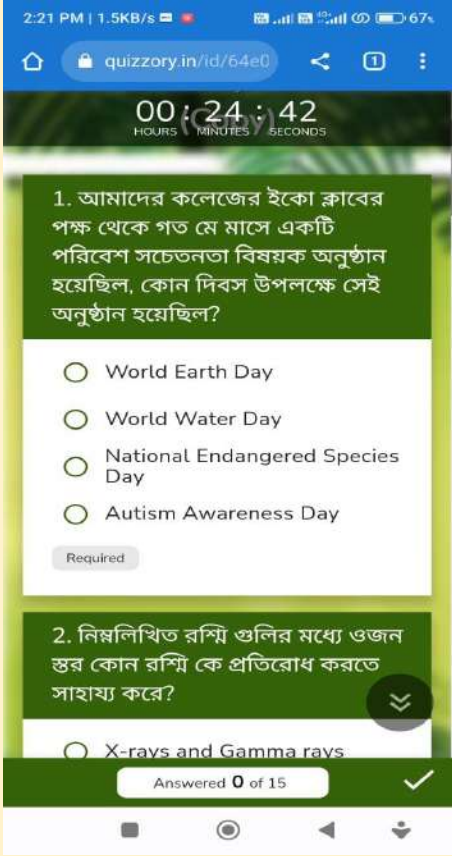 2:21 PM | 1.5KB/s
67%
quizzory.in/id/64e0
1
(Copy)
00 : 24 : 42
HOURS MINUTES SECONDS
1. আমাদের কলেজের ইকো ক্লাবের
পক্ষ থেকে গত মে মাসে একটি
পরিবেশ সচেতনতা বিষয়ক অনুষ্ঠান
হয়েছিল, কোন দিবস উপলক্ষে সেই
অনুষ্ঠান হয়েছিল?
World Earth Day
World Water Day
National Endangered Species
Day
Autism Awareness Day
Required
2. নিম্নলিখিত রশ্মি গুলির মধ্যে ওজন
স্তর কোন রশ্মি কে প্রতিরোধ করতে
সাহায্য করে?
X-rays and Gamma rays
Answered 0 of 15